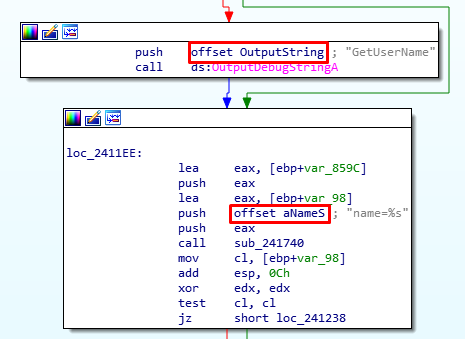 push offset OutputString ; "GetUserName"
call ds:OutputDebugStringA
loc_2411EE:
lea eax, [ebp+var_859C]
push eax
lea eax, [ebp+var_98]
push offset aNameS ; "name=%s"
push eax
call sub_241740
mov cl, [ebp+var_98]
add esp, 0Ch
xor edx, edx
test cl, cl
jz short loc_241238